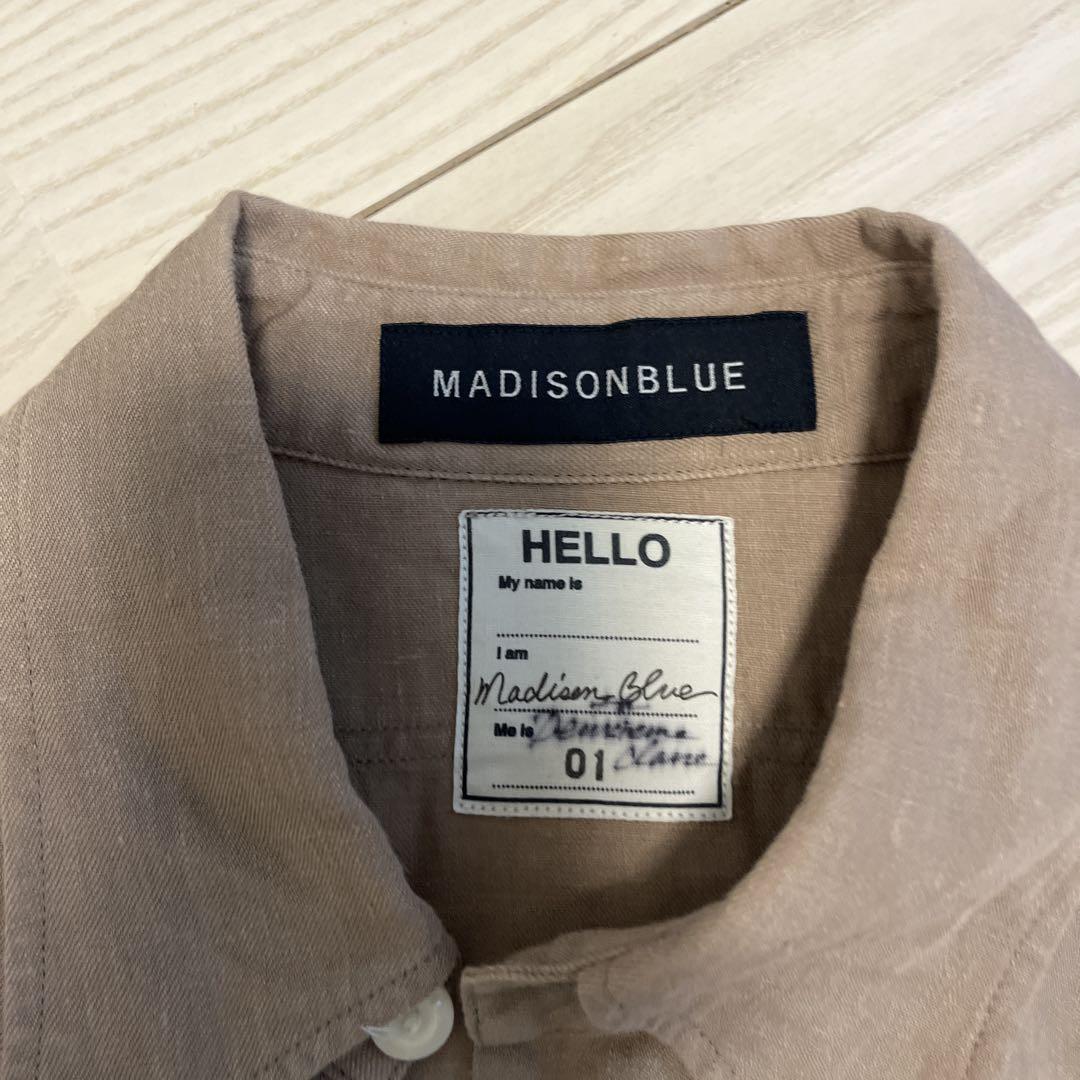 MADISONBLUE
HELLO
My name is
I am
Madison Blue
Me is
01